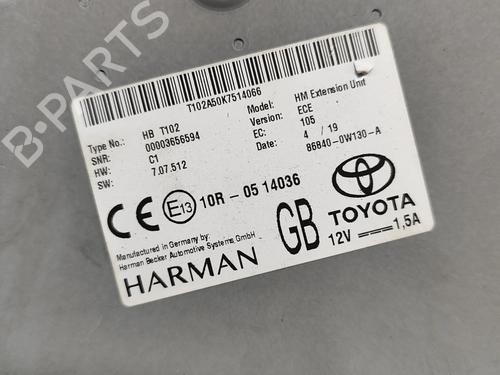 B-PARTS
T102A50K7514066
Type No.: HB T102
SNR: 00003656594
HW: C1
SW: 7.07.512
Model: HM Extension Unit
Version: ECE
EC: 105
Date: 4 / 19
86840-0W130-A
CE E13 10R - 05 14036
Manufactured in Germany by:
Harman Becker Automotive Systems GmbH
HARMAN
GB
TOYOTA
12V 1,5A